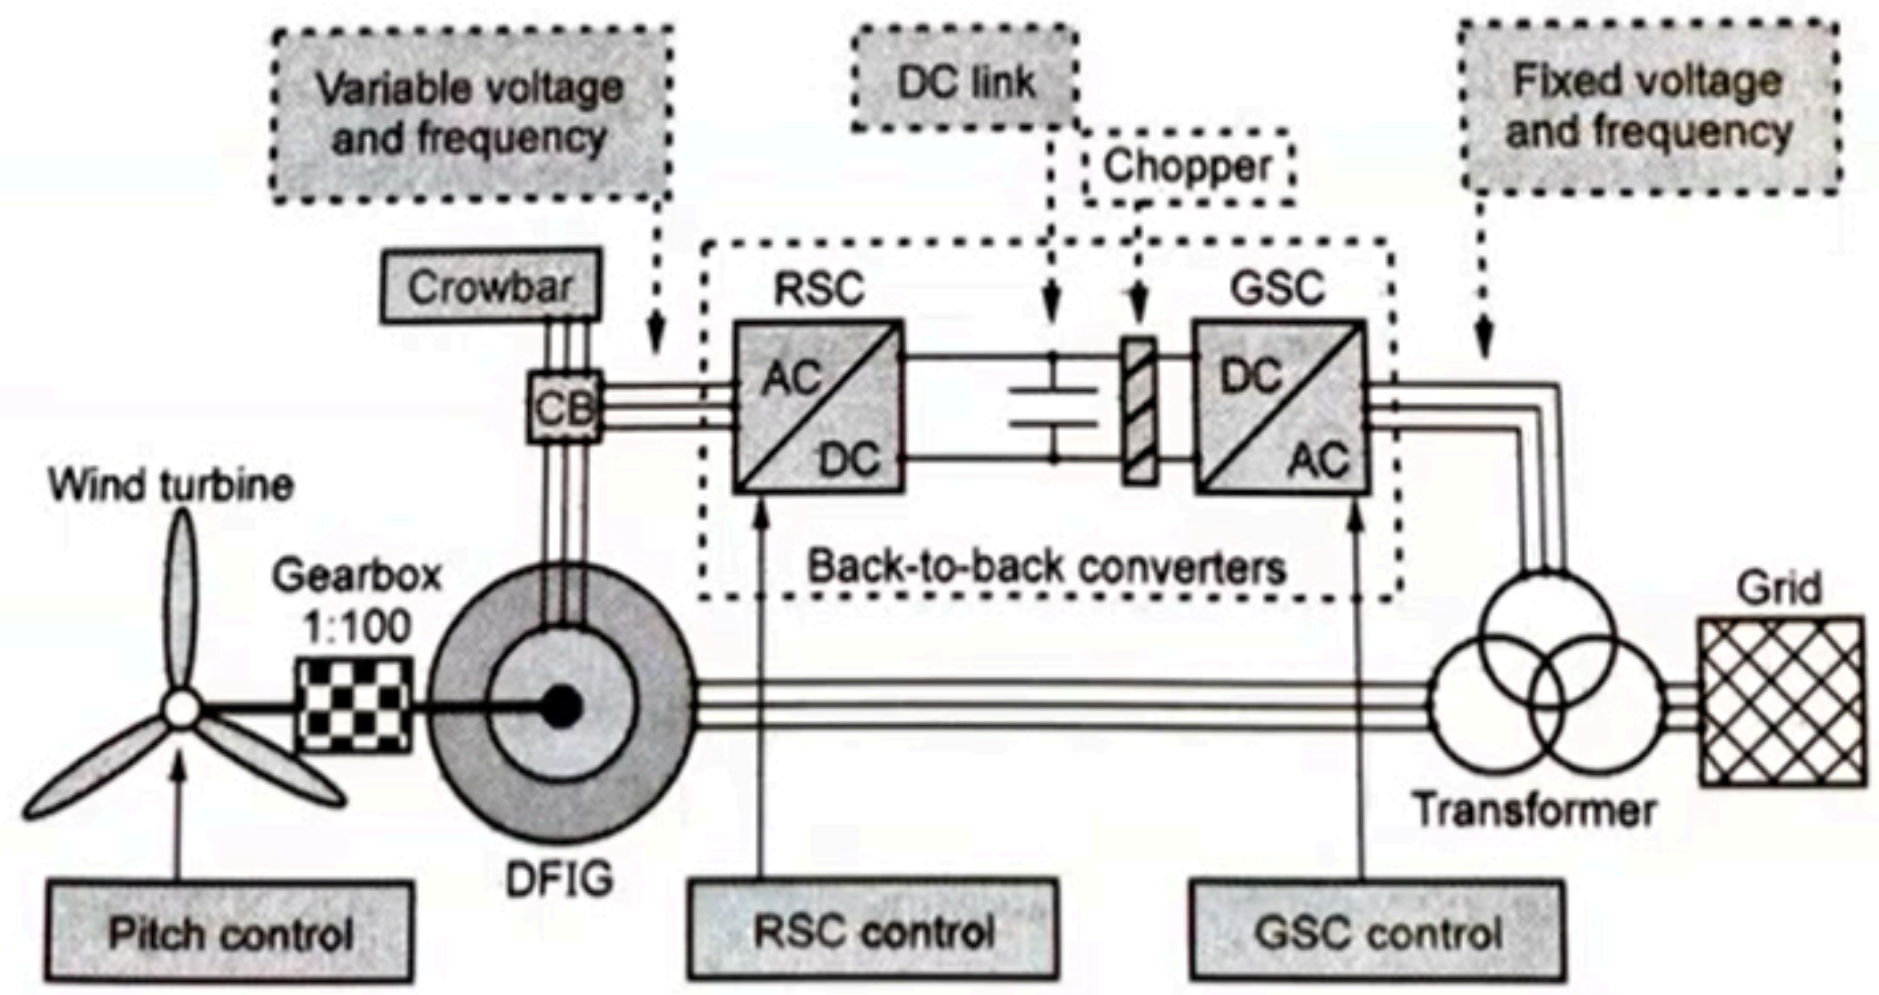 Variable voltage
and frequency
DC link
Chopper
Fixed voltage
and frequency
Crowbar
RSC
GSC
CB
AC
DC
DC
AC
Back-to-back converters
Wind turbine
Gearbox
1:100
Grid
Transformer
DFIG
Pitch control
RSC control
GSC control